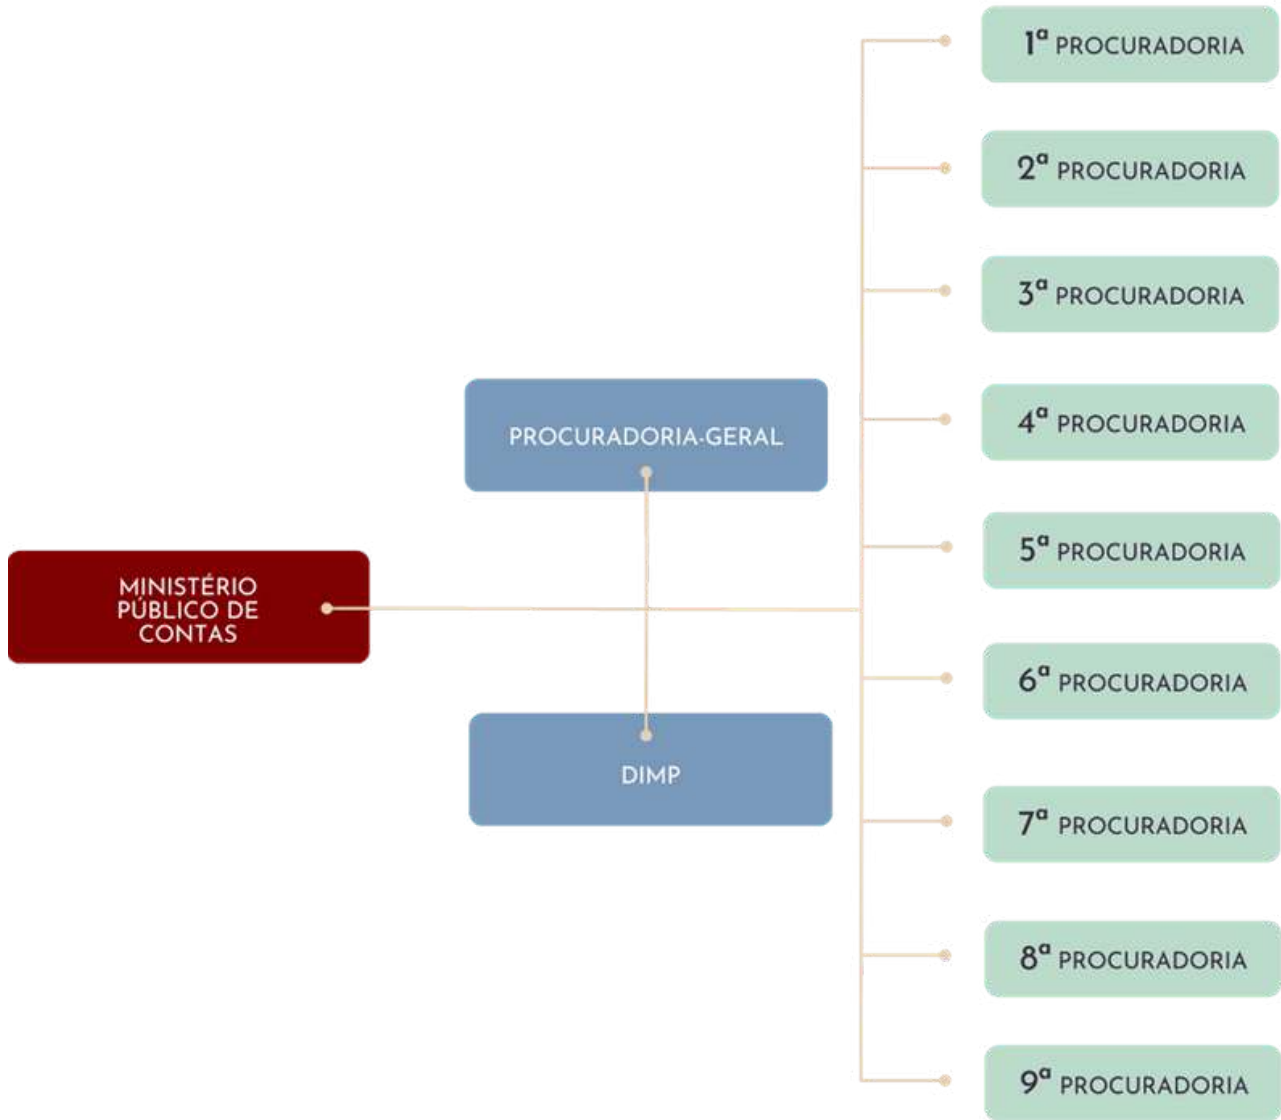 1ª PROCURADORIA
2ª PROCURADORIA
3ª PROCURADORIA
4ª PROCURADORIA
PROCURADORIA-GERAL
5ª PROCURADORIA
MINISTÉRIO
PÚBLICO DE
CONTAS
6ª PROCURADORIA
DIMP
7ª PROCURADORIA
8ª PROCURADORIA
9ª PROCURADORIA